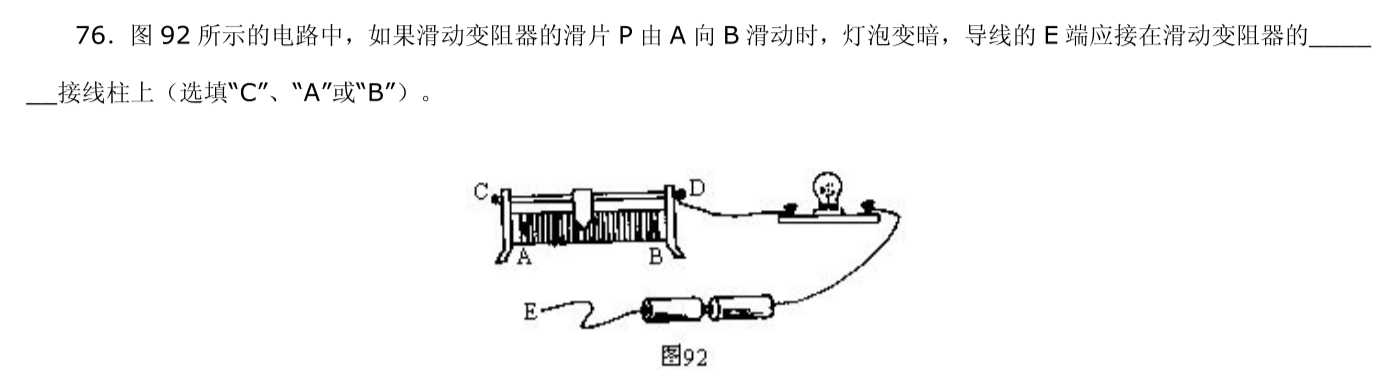 76．图 92 所示的电路中，如果滑动变阻器的滑片 P 由 A 向 B 滑动时，灯泡变暗，导线的 E 端应接在滑动变阻器的____
__接线柱上（选填“C”、“A”或“B”）。
C D
A B
E
图92